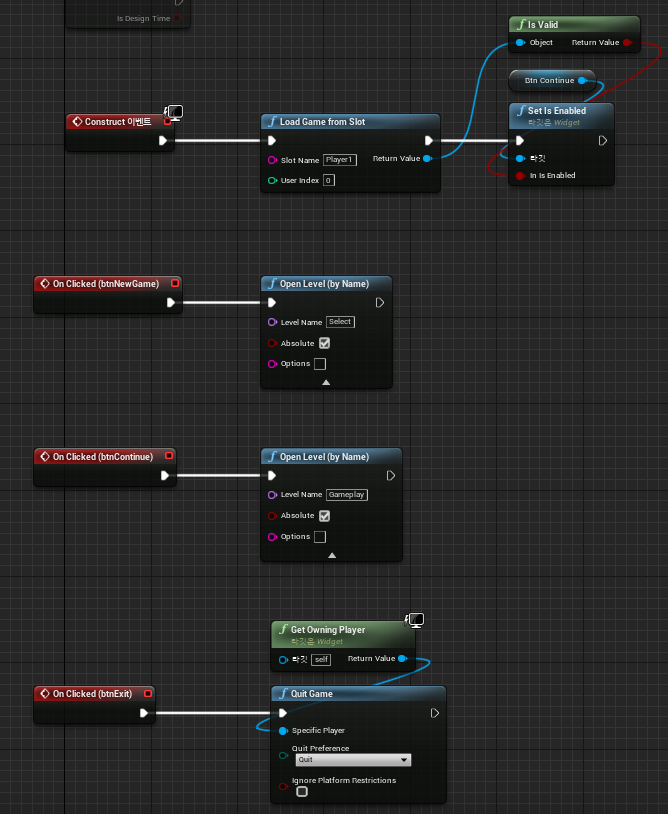 Is Design Time
Is Valid
Object
Return Value
Btn Continue
Construct 이벤트
Load Game from Slot
Slot Name
Player1
Return Value
User Index
0
Set Is Enabled
타깃은 Widget
타깃
In Is Enabled
On Clicked (btnNewGame)
Open Level (by Name)
Level Name
Select
Absolute
Options
On Clicked (btnContinue)
Open Level (by Name)
Level Name
Gameplay
Absolute
Options
Get Owning Player
타깃은 Widget
타깃
self
Return Value
On Clicked (btnExit)
Quit Game
Specific Player
Quit Preference
Quit
Ignore Platform Restrictions